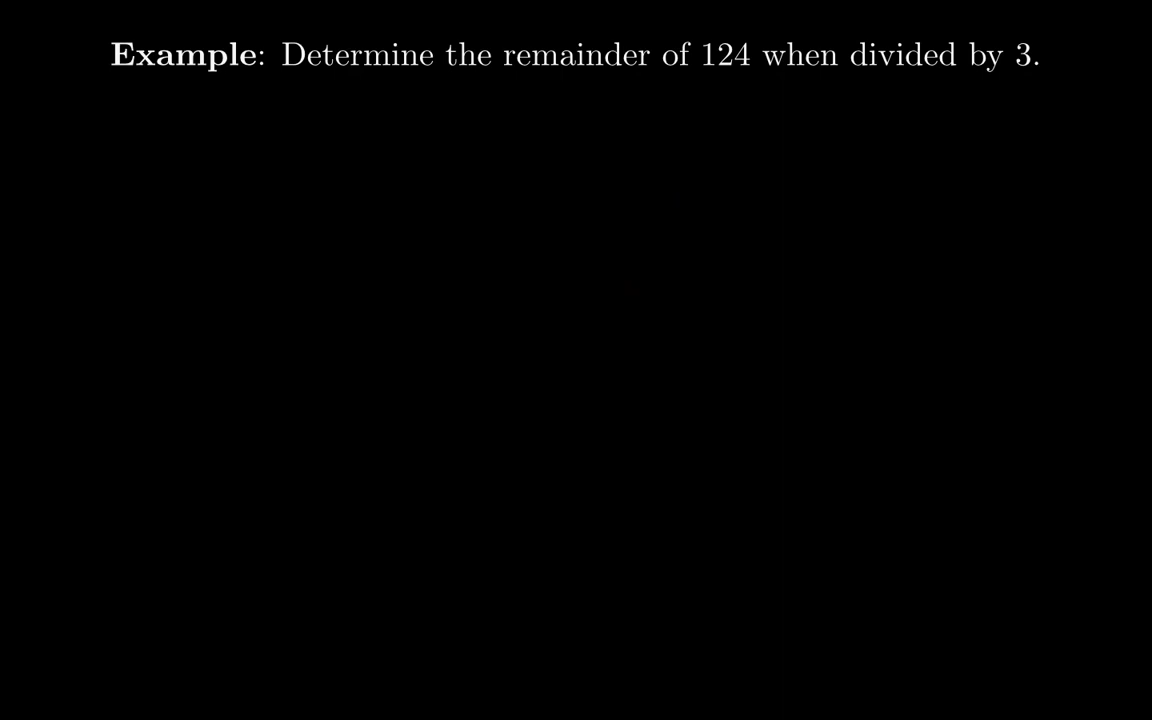 Example: Determine the remainder of 124 when divided by 3.